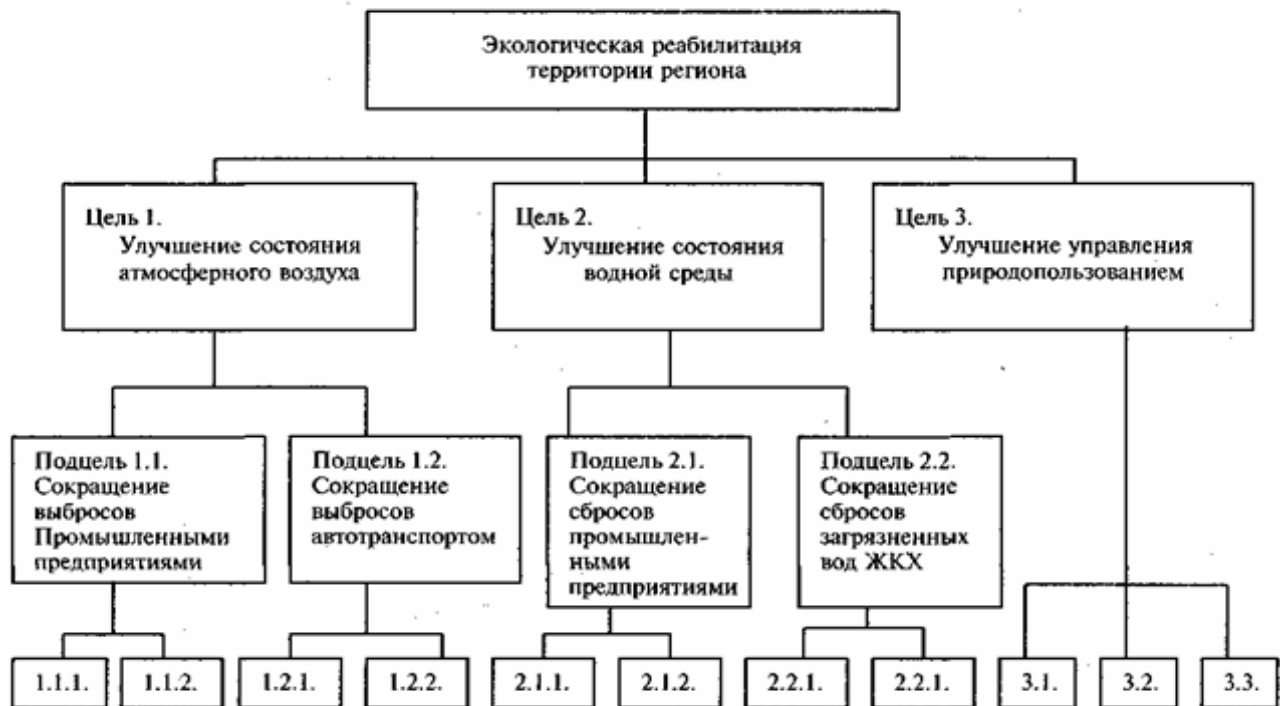 Экологическая реабилитация
территории региона
Цель 1.
Улучшение состояния
атмосферного воздуха
Цель 2.
Улучшение состояния
водной среды
Цель 3.
Улучшение управления
природопользованием
Подцель 1.1.
Сокращение
выбросов
Промышленными
предприятиями
Подцель 1.2.
Сокращение
выбросов
автотранспортом
Подцель 2.1.
Сокращение
сбросов
промышлен-
ными
предприятиями
Подцель 2.2.
Сокращение
сбросов
загрязненных
вод ЖКХ
1.1.1.
1.1.2.
1.2.1.
1.2.2.
2.1.1.
2.1.2.
2.2.1.
2.2.1.
3.1.
3.2.
3.3.